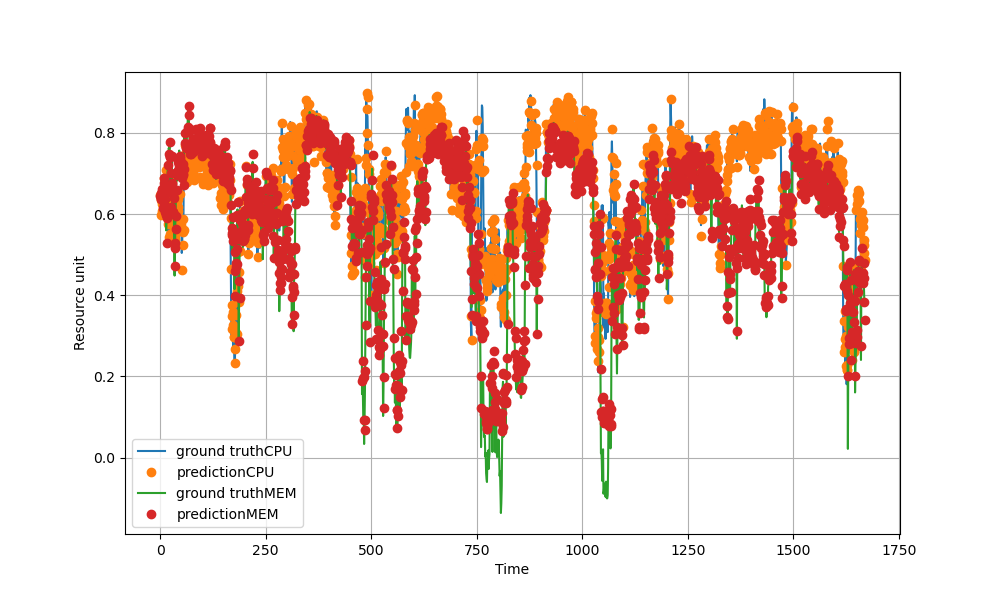 0.8
0.6
0.4
0.2
0.0
Resource unit
ground truthCPU
predictionCPU
ground truthMEM
predictionMEM
0 250 500 750 1000 1250 1500 1750
Time